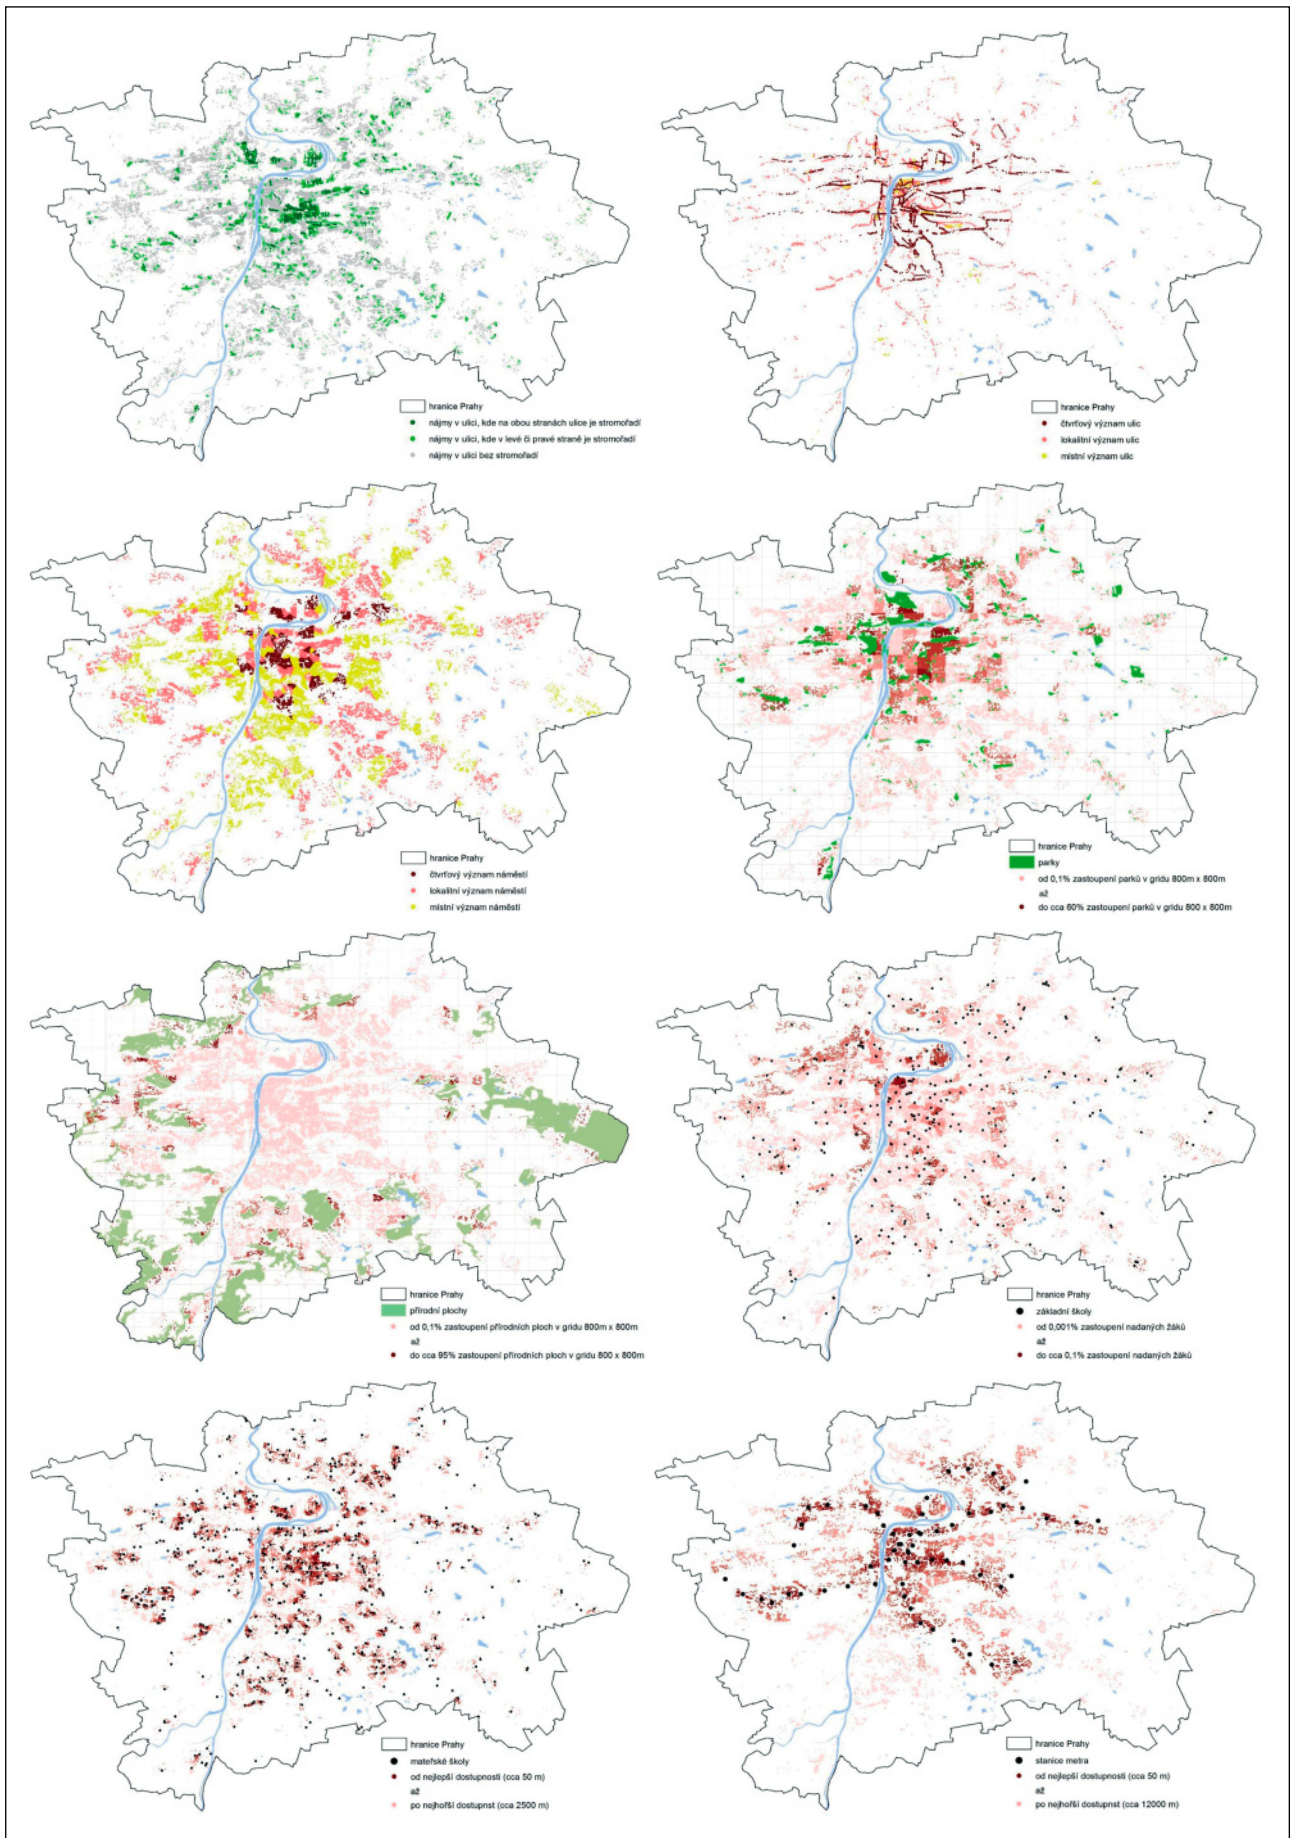 hranice Prahy
nájmy v ulici, kde na obou stranách ulice je stromořadí
nájmy v ulici, kde v levé či pravé straně je stromořadí
nájmy v ulici bez stromořadí
hranice Prahy
čtvrťový význam ulic
lokalitní význam ulic
místní význam ulic
hranice Prahy
čtvrťový význam náměstí
lokalitní význam náměstí
místní význam náměstí
hranice Prahy
parky
od 0,1% zastoupení parků v gridu 800m x 800m
až
do cca 60% zastoupení parků v gridu 800 x 800m
hranice Prahy
přírodní plochy
od 0,1% zastoupení přírodních ploch v gridu 800m x 800m
až
do cca 95% zastoupení přírodních ploch v gridu 800 x 800m
hranice Prahy
základní školy
od 0,001% zastoupení nadaných žáků
až
do cca 0,1% zastoupení nadaných žáků
hranice Prahy
mateřské školy
od nejlepší dostupnosti (cca 50 m)
až
po nejhořší dostupnst (cca 2500 m)
hranice Prahy
stanice metra
od nejlepší dostupnosti (cca 50 m)
až
po nejhořší dostupnst (cca 12000 m)